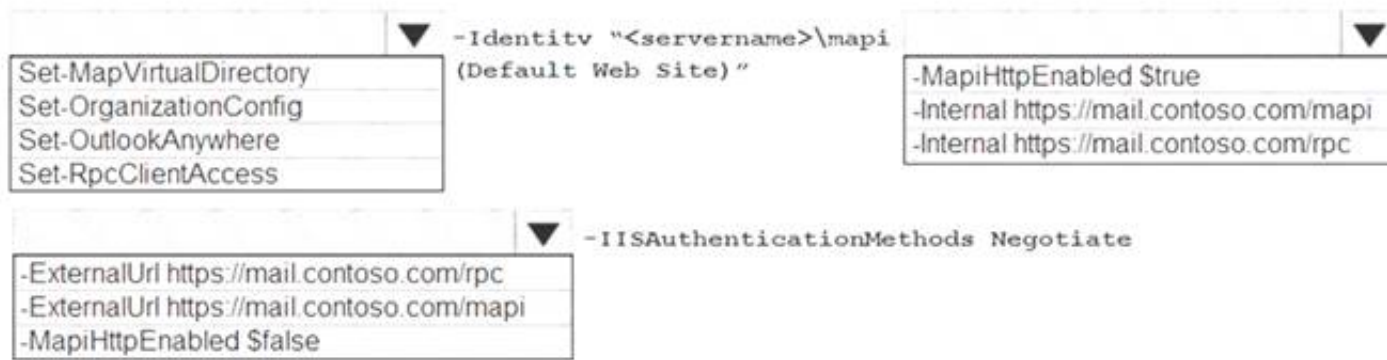 -Identitv "<servername>\mapi
(Default Web Site)"
Set-MapVirtualDirectory
Set-OrganizationConfig
Set-OutlookAnywhere
Set-RpcClientAccess
-MapiHttpEnabled $true
-Internal https://mail.contoso.com/mapi
-Internal https://mail.contoso.com/rpc
-IISAuthenticationMethods Negotiate
-ExternalUrl https://mail.contoso.com/rpc
-ExternalUrl https://mail.contoso.com/mapi
-MapiHttpEnabled $false